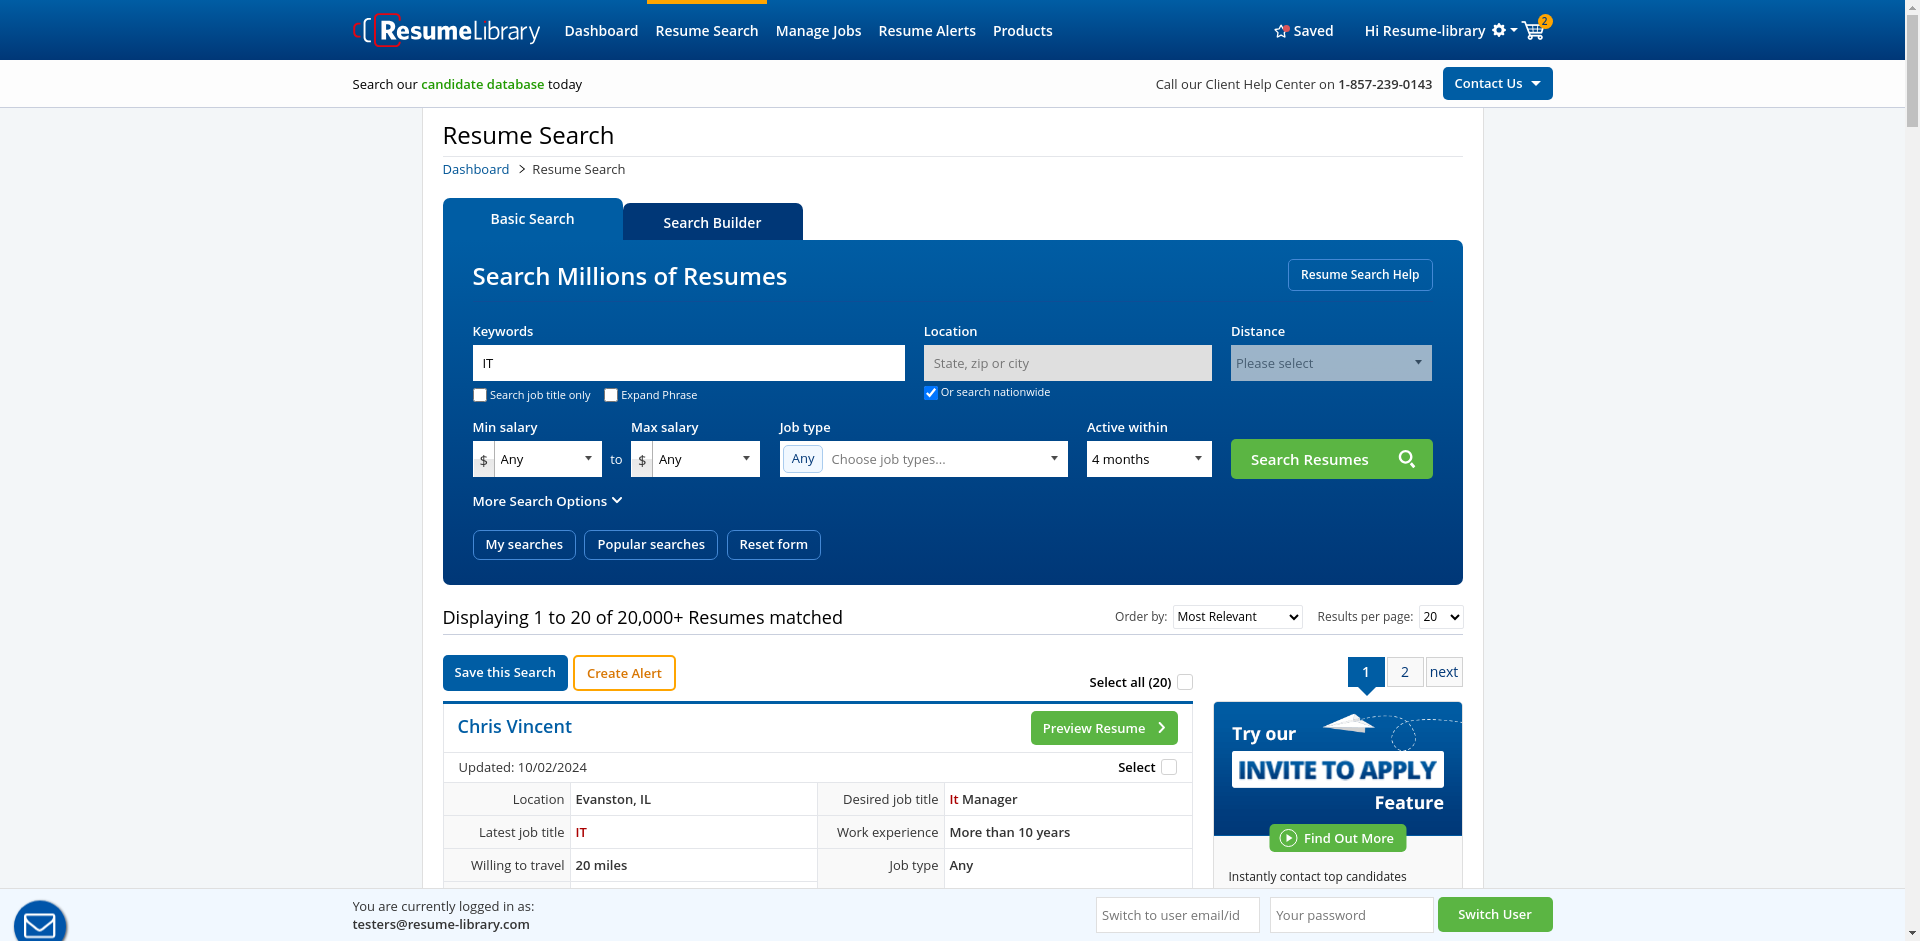 ResumeLibrary Dashboard Resume Search Manage Jobs Resume Alerts Products Saved Hi Resume-library 2
Search our candidate database today Call our Client Help Center on 1-857-239-0143 Contact Us
Resume Search
Dashboard > Resume Search
Basic Search Search Builder
Search Millions of Resumes Resume Search Help
Keywords Location Distance
IT State, zip or city Please select
Search job title only Expand Phrase Or search nationwide
Min salary Max salary Job type Active within
$ Any to $ Any Any Choose job types... 4 months Search Resumes
More Search Options
My searches Popular searches Reset form
Displaying 1 to 20 of 20,000+ Resumes matched Order by: Most Relevant Results per page: 20
Save this Search Create Alert Select all (20) 1 2 next
Chris Vincent Preview Resume
Updated: 10/02/2024 Select
Location Evanston, IL Desired job title It Manager
Latest job title IT Work experience More than 10 years
Willing to travel 20 miles Job type Any
Try our
INVITE TO APPLY
Feature
Find Out More
Instantly contact top candidates
You are currently logged in as:
testers@resume-library.com
Switch to user email/id Your password Switch User